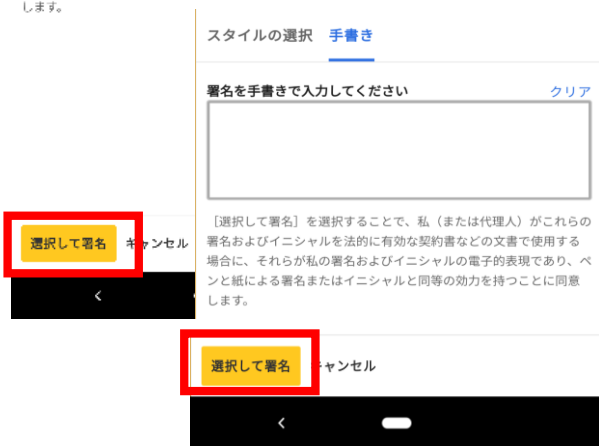 します。
選択して署名 キャンセル
スタイルの選択 手書き
署名を手書きで入力してください クリア
［選択して署名］を選択することで、私（または代理人）がこれらの
署名およびイニシャルを法的に有効な契約書などの文書で使用する
場合に、それらが私の署名およびイニシャルの電子的表現であり、ペ
ンと紙による署名またはイニシャルと同等の効力を持つことに同意
します。
選択して署名 キャンセル